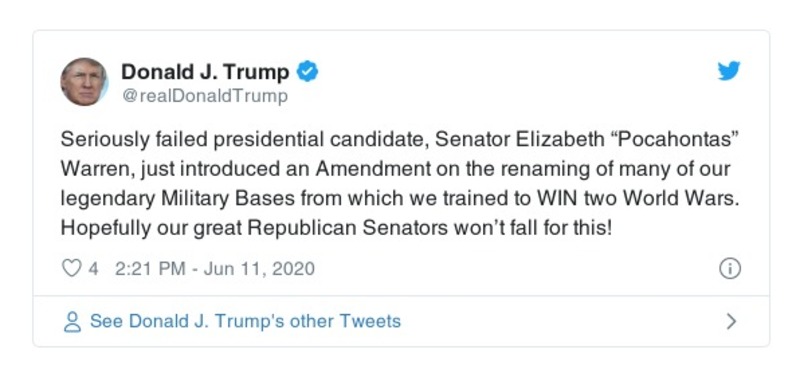 Donald J. Trump
@realDonaldTrump
Seriously failed presidential candidate, Senator Elizabeth “Pocahontas”
Warren, just introduced an Amendment on the renaming of many of our
legendary Military Bases from which we trained to WIN two World Wars.
Hopefully our great Republican Senators won’t fall for this!
4 2:21 PM - Jun 11, 2020
See Donald J. Trump's other Tweets